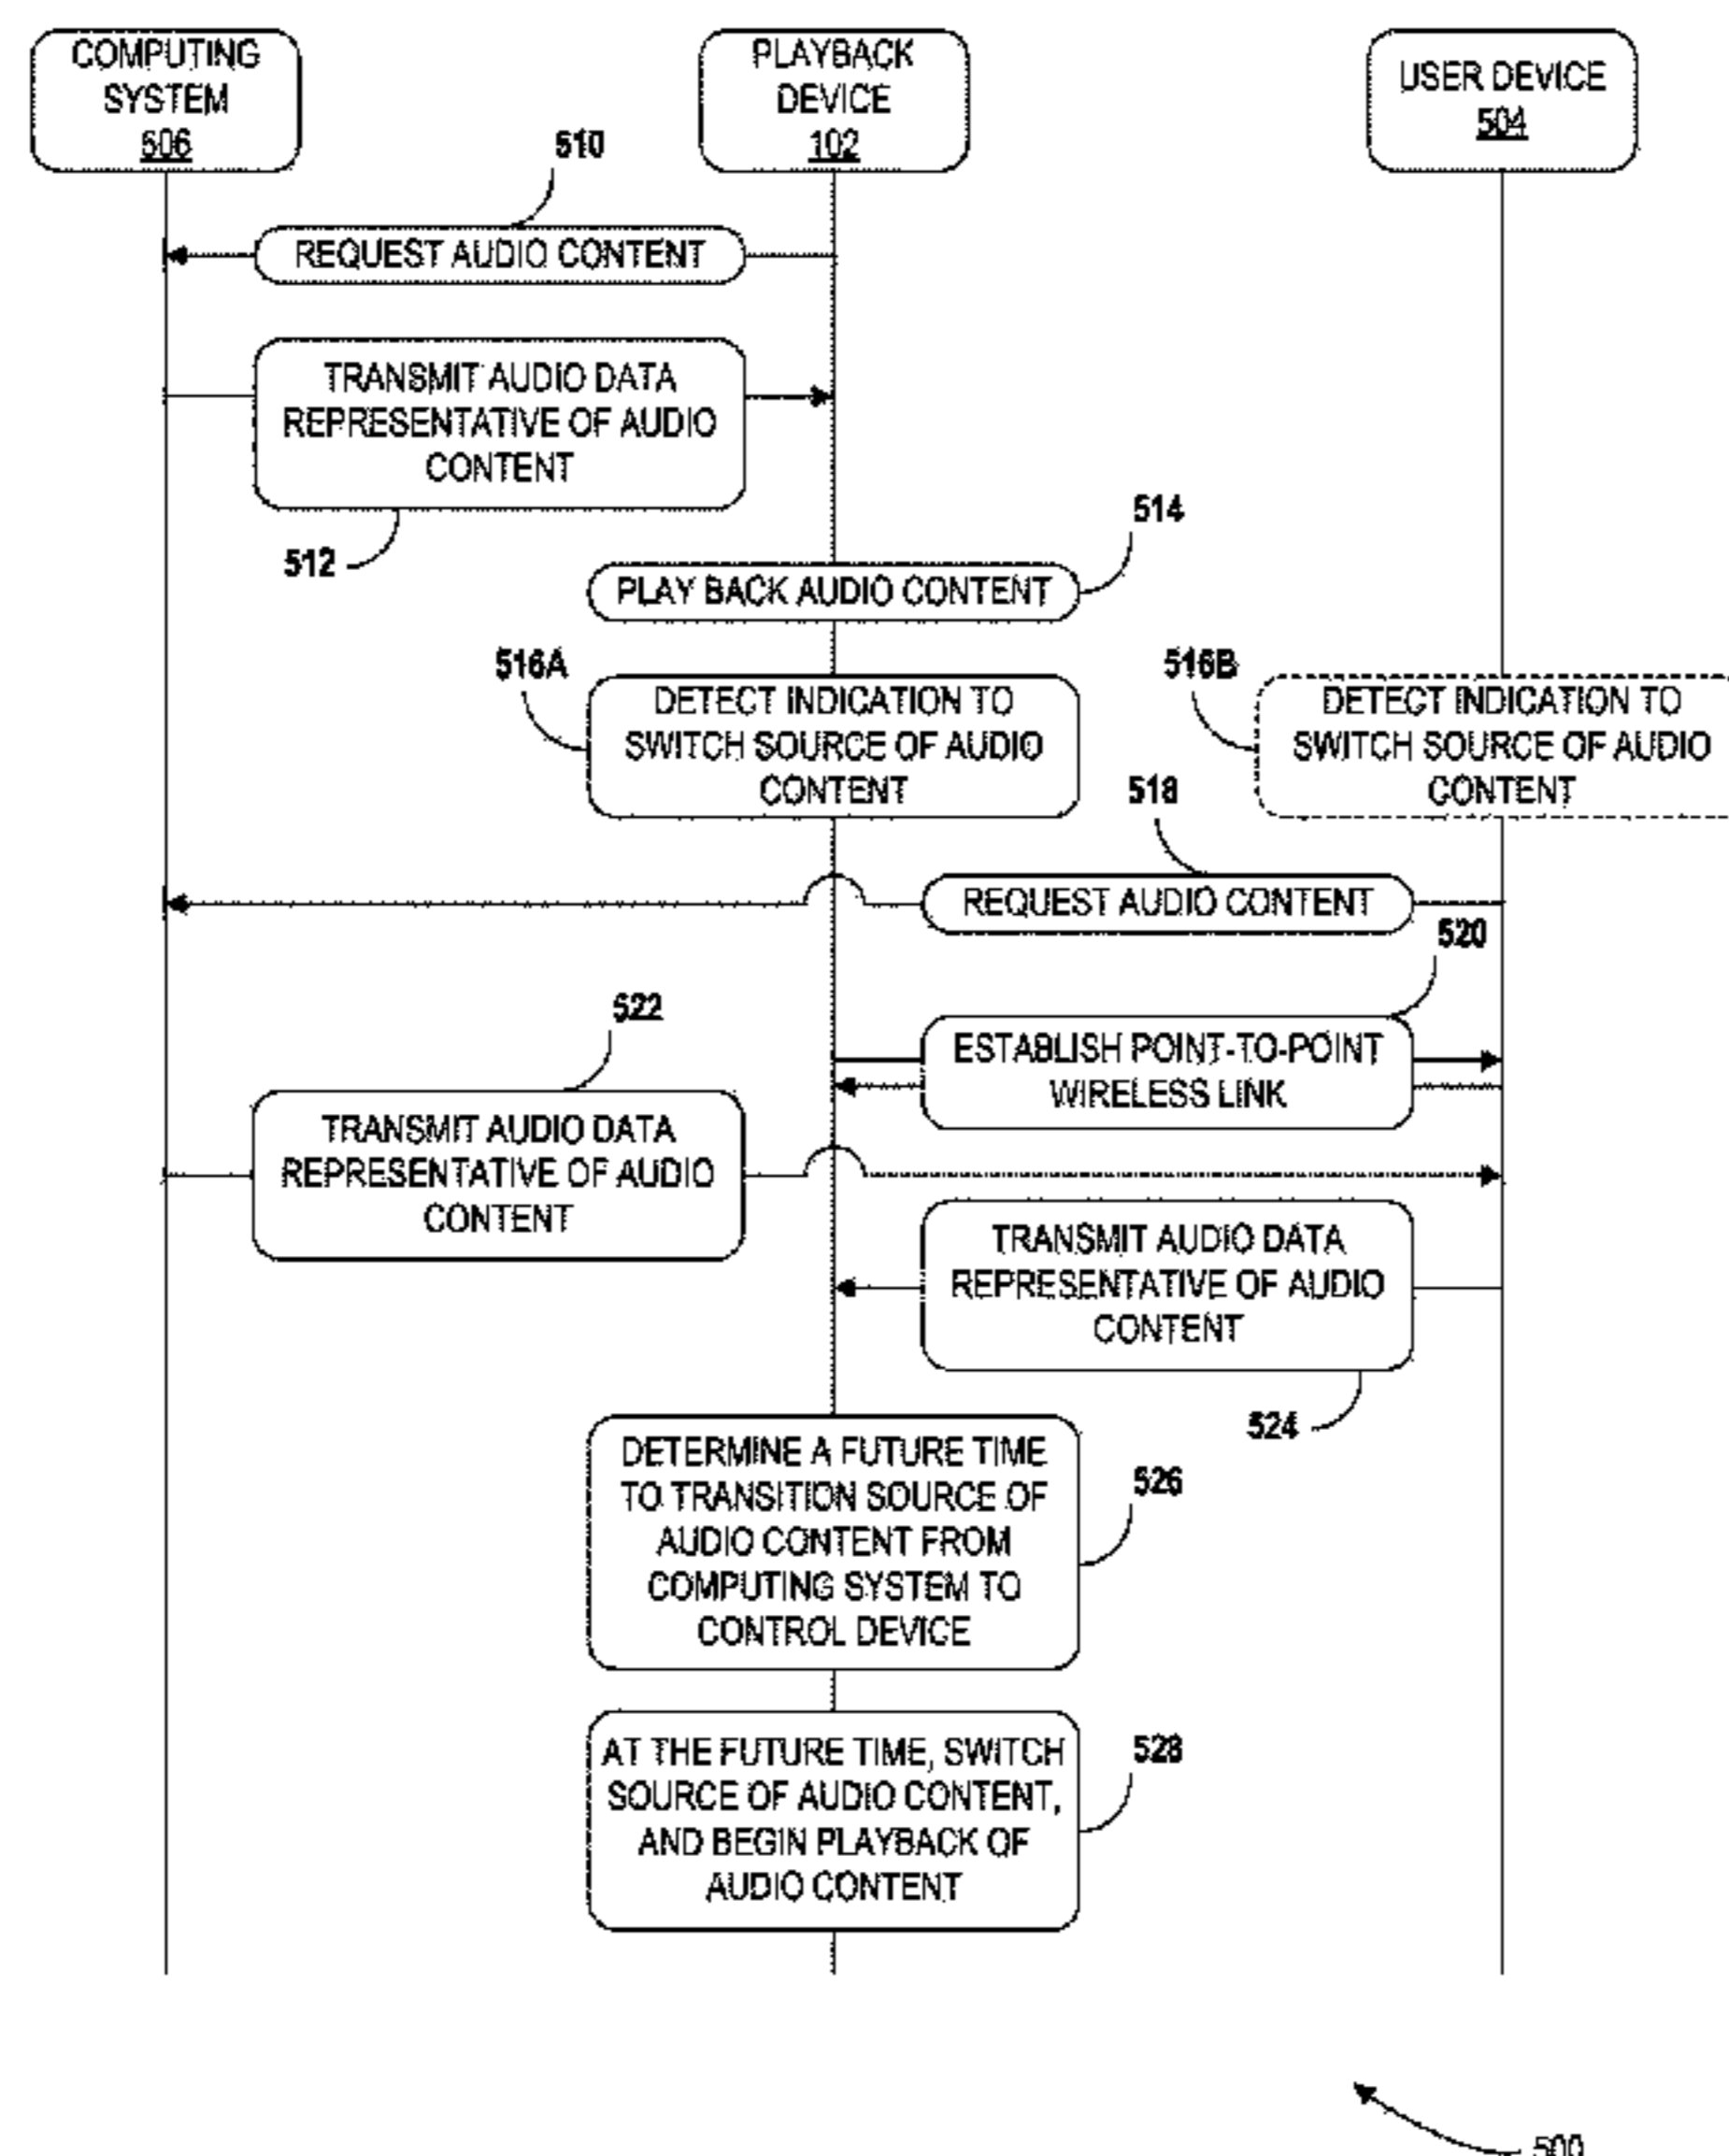 COMPUTING
SYSTEM
506
PLAYBACK
DEVICE
102
USER DEVICE
504
510
REQUEST AUDIO CONTENT
TRANSMIT AUDIO DATA
REPRESENTATIVE OF AUDIO
CONTENT
512
514
PLAY BACK AUDIO CONTENT
516A
DETECT INDICATION TO
SWITCH SOURCE OF AUDIO
CONTENT
516B
DETECT INDICATION TO
SWITCH SOURCE OF AUDIO
CONTENT
518
REQUEST AUDIO CONTENT
520
ESTABLISH POINT-TO-POINT
WIRELESS LINK
522
TRANSMIT AUDIO DATA
REPRESENTATIVE OF AUDIO
CONTENT
TRANSMIT AUDIO DATA
REPRESENTATIVE OF AUDIO
CONTENT
524
DETERMINE A FUTURE TIME
TO TRANSITION SOURCE OF
AUDIO CONTENT FROM
COMPUTING SYSTEM TO
CONTROL DEVICE
526
AT THE FUTURE TIME, SWITCH
SOURCE OF AUDIO CONTENT,
AND BEGIN PLAYBACK OF
AUDIO CONTENT
528
500